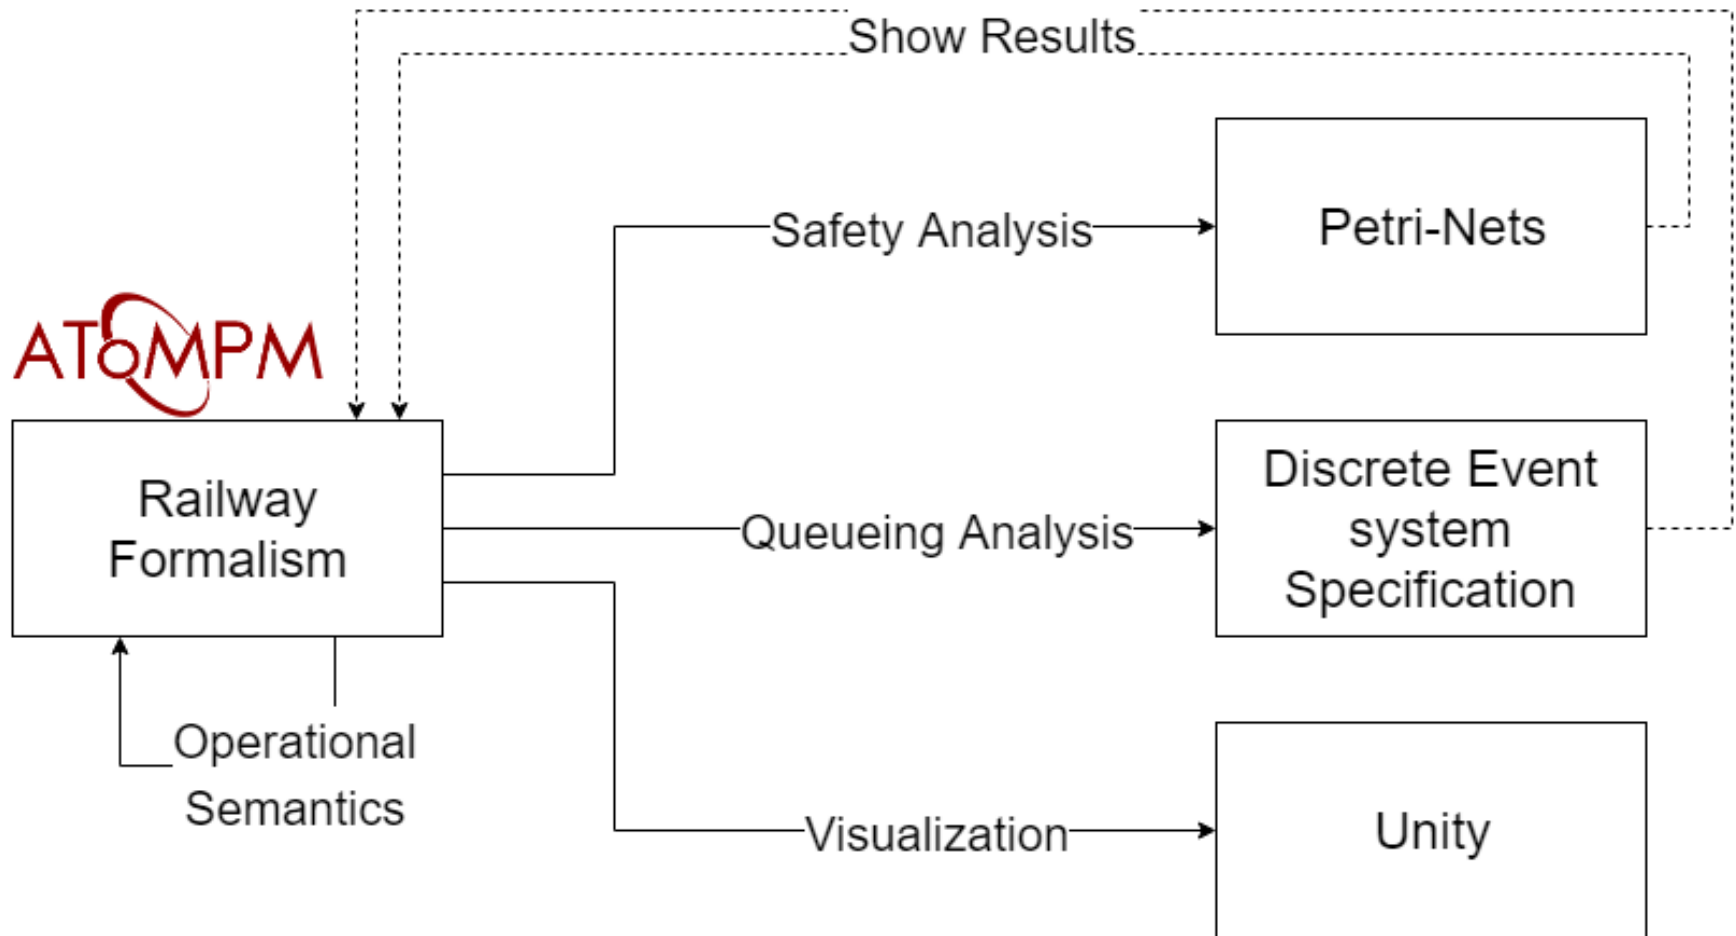 Show Results
Safety Analysis
Petri-Nets
AToMPM
Railway
Formalism
Queueing Analysis
Discrete Event
system
Specification
Operational
Semantics
Visualization
Unity